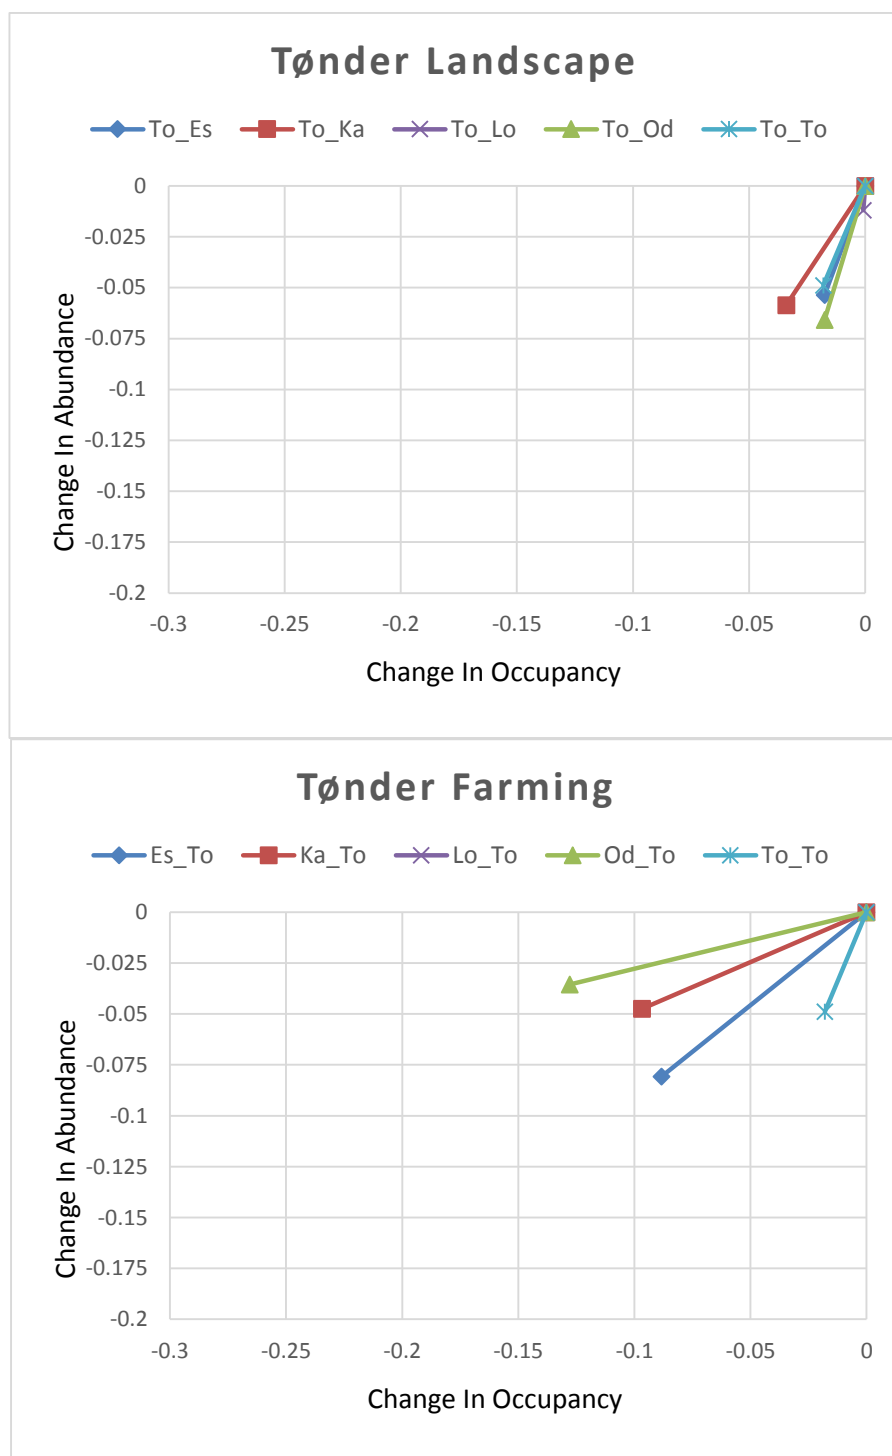 Tønder Landscape
To_Es To_Ka To_Lo To_Od To_To
0
-0.025
-0.05
-0.075
-0.1
-0.125
-0.15
-0.175
-0.2
Change In Abundance
-0.3 -0.25 -0.2 -0.15 -0.1 -0.05 0
Change In Occupancy
Tønder Farming
Es_To Ka_To Lo_To Od_To To_To
0
-0.025
-0.05
-0.075
-0.1
-0.125
-0.15
-0.175
-0.2
Change In Abundance
-0.3 -0.25 -0.2 -0.15 -0.1 -0.05 0
Change In Occupancy